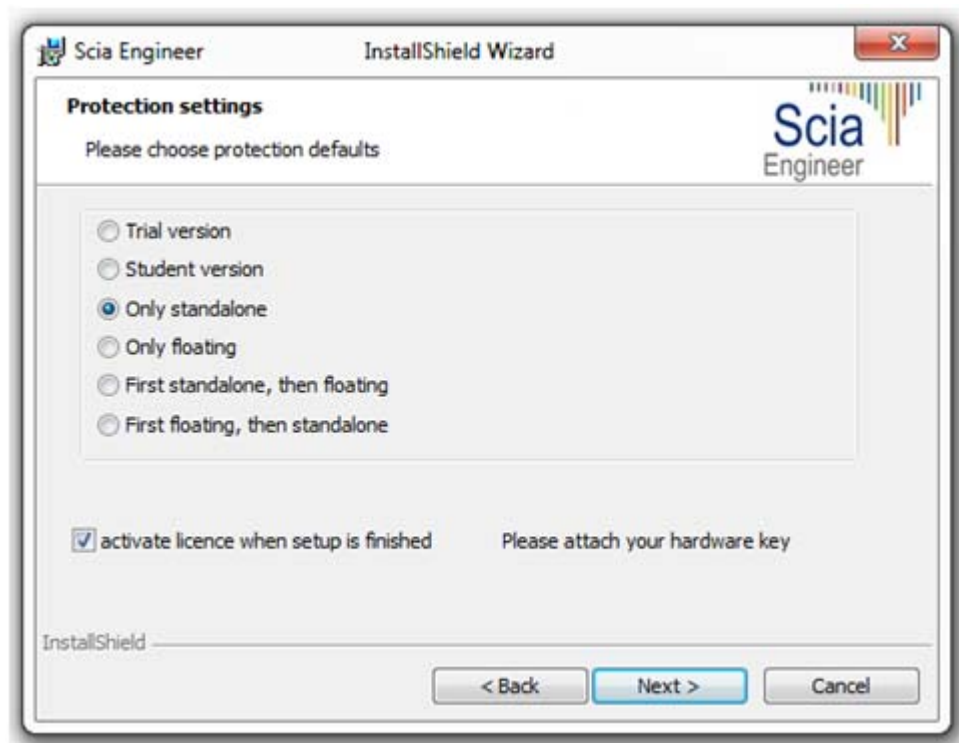 Scia Engineer InstallShield Wizard
Protection settings
Please choose protection defaults
Scia
Engineer
Trial version
Student version
Only standalone
Only floating
First standalone, then floating
First floating, then standalone
activate licence when setup is finished Please attach your hardware key
InstallShield
< Back Next > Cancel